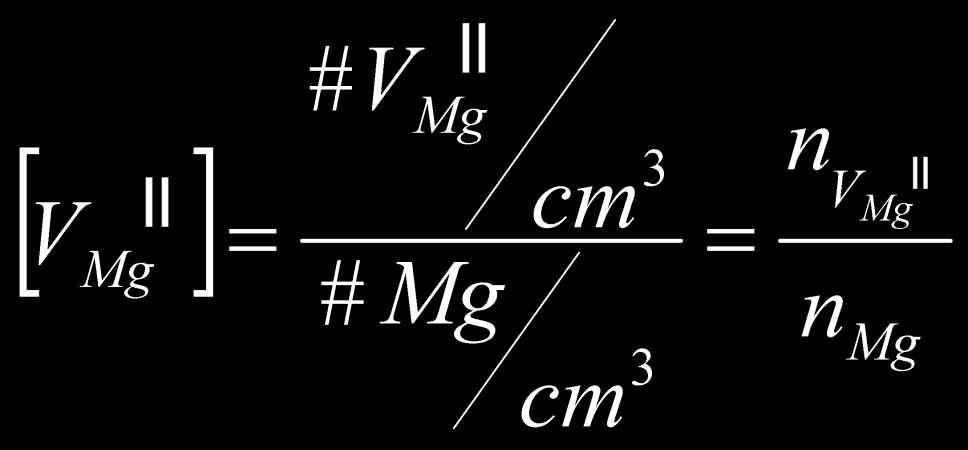 [V_Mg^||] = (#V_Mg^|| / cm^3) / (# Mg / cm^3) = n_{V_Mg^||} / n_Mg